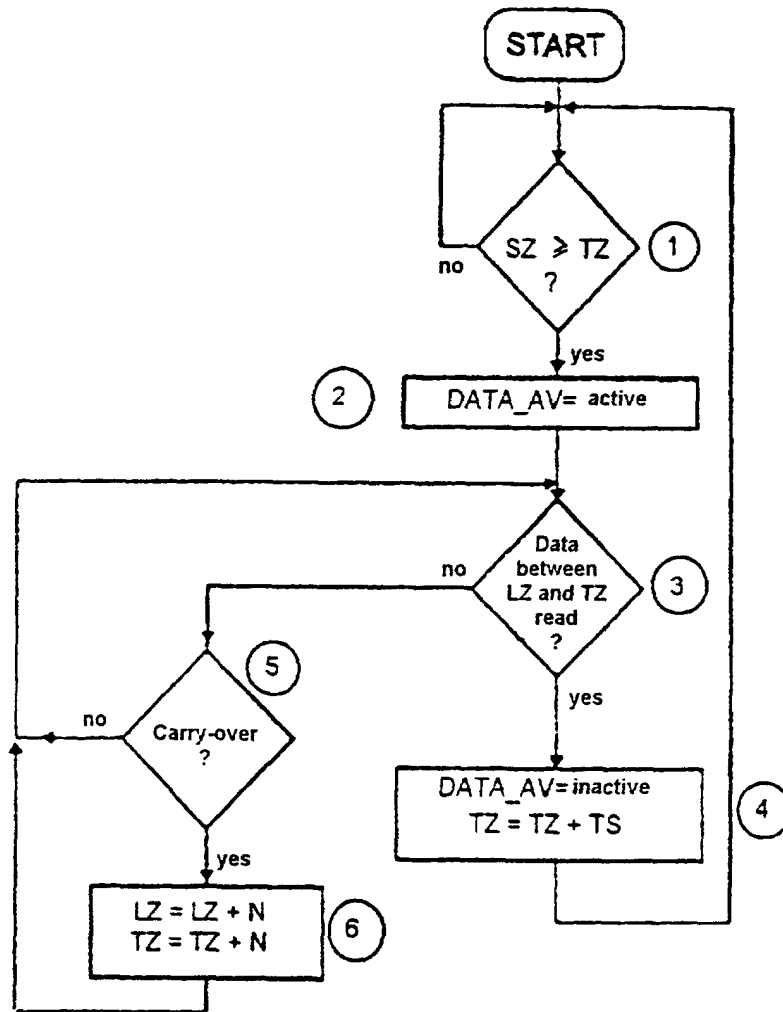 START
SZ ⩾ TZ
?
1
no
yes
2
DATA_AV= active
Data
between
LZ and TZ
read
?
3
no
yes
5
Carry-over
?
no
yes
DATA_AV=inactive
TZ = TZ + TS
4
LZ = LZ + N
TZ = TZ + N
6